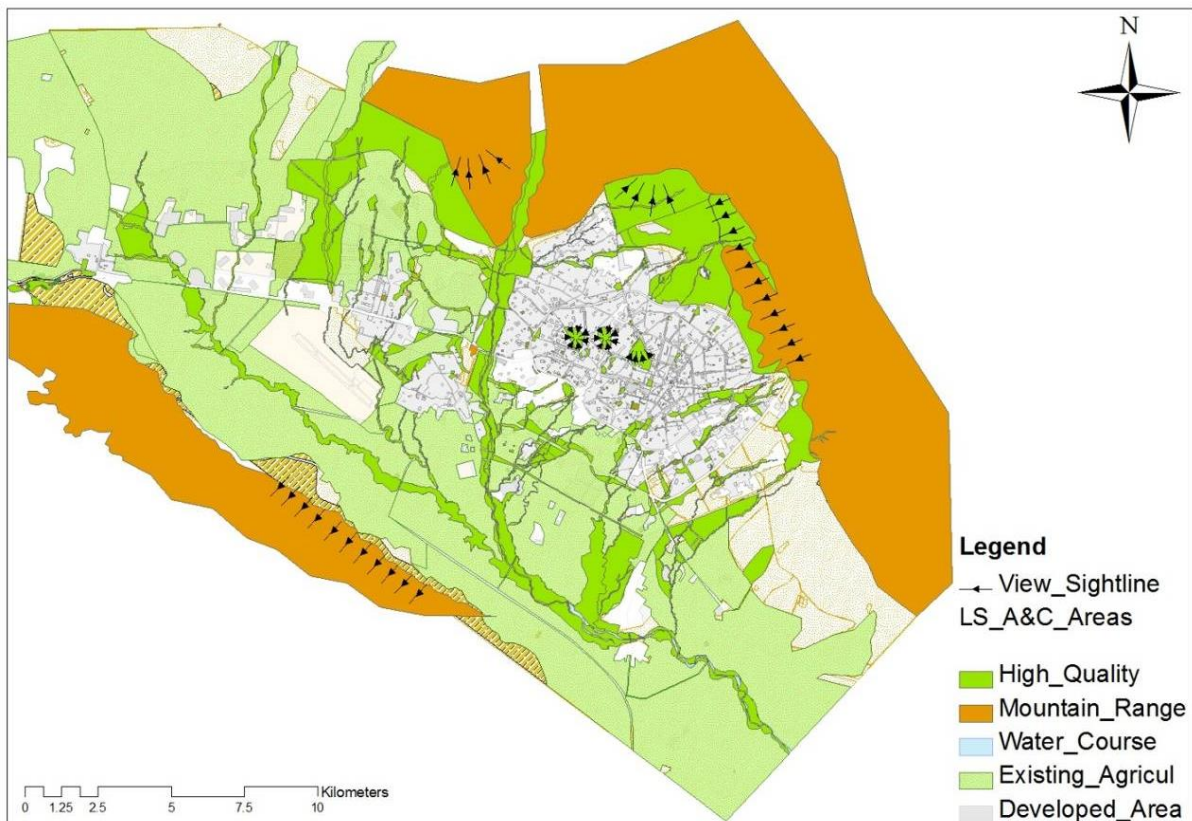 N
Legend
View_Sightline
LS_A&C_Areas
High_Quality
Mountain_Range
Water_Course
Existing_Agricul
Developed_Area
Kilometers
0 1.25 2.5 5 7.5 10